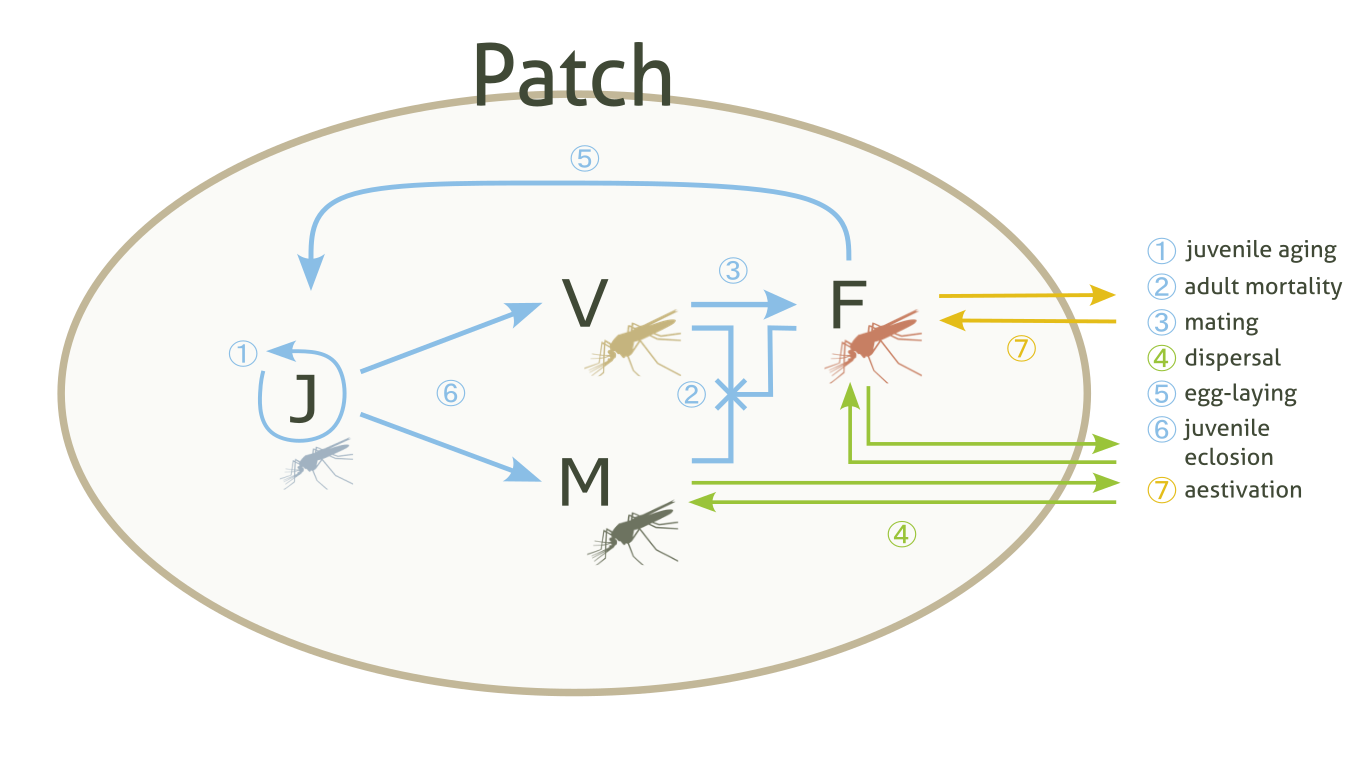 Patch
⑤
③
V
F
① juvenile aging
② adult mortality
③ mating
④ dispersal
⑤ egg-laying
⑥ juvenile
eclosion
⑦ aestivation
①
J
⑥
②
⑦
M
④